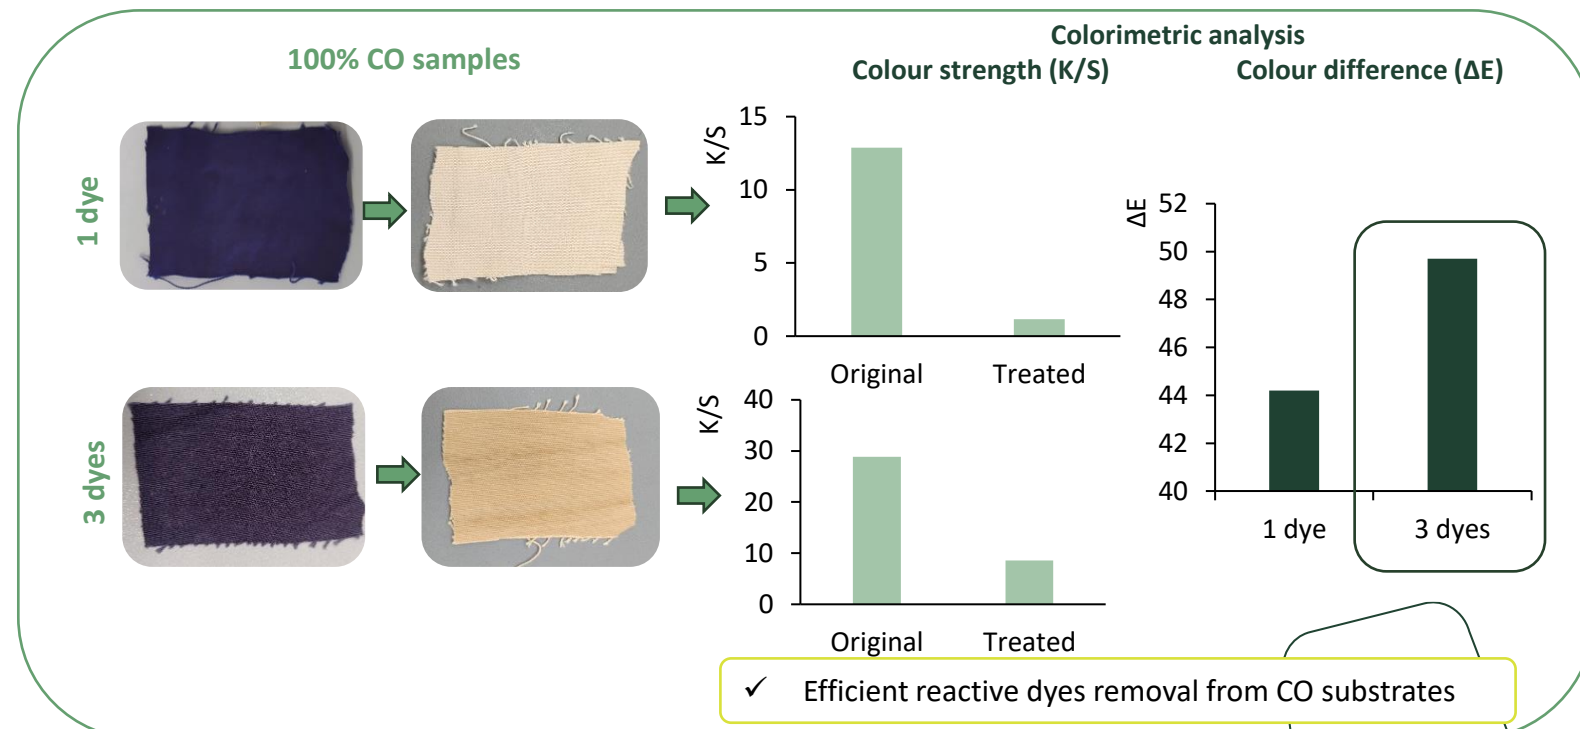 100% CO samples
Colorimetric analysis
Colour strength (K/S)
Colour difference (ΔE)
1 dye
K/S
15
10
5
0
Original
Treated
3 dyes
K/S
40
30
20
10
0
Original
Treated
ΔE
52
50
48
46
44
42
40
1 dye
3 dyes
✓ Efficient reactive dyes removal from CO substrates